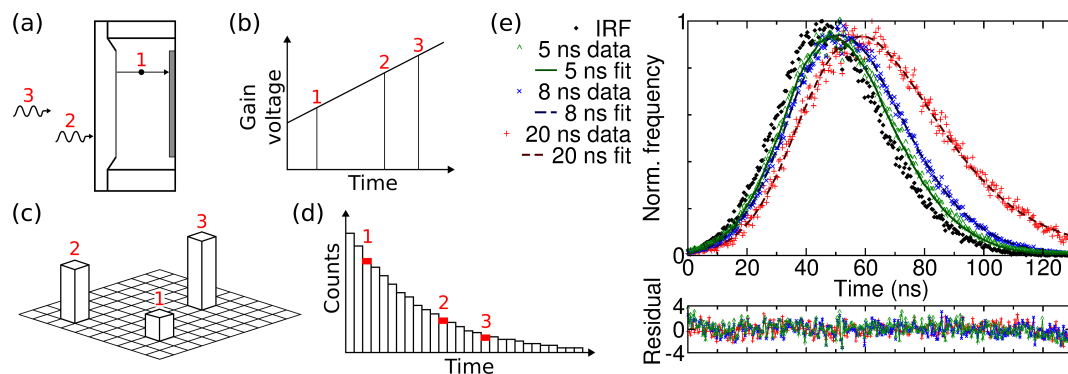 (a)
1
3
2
(b)
Gain
voltage
1
2
3
Time
(c)
2
3
1
(d)
Counts
1
2
3
Time
(e)
IRF
5 ns data
5 ns fit
8 ns data
8 ns fit
20 ns data
20 ns fit
Norm. frequency
1
0
0 20 40 60 80 100 120
Time (ns)
Residual
4
0
-4